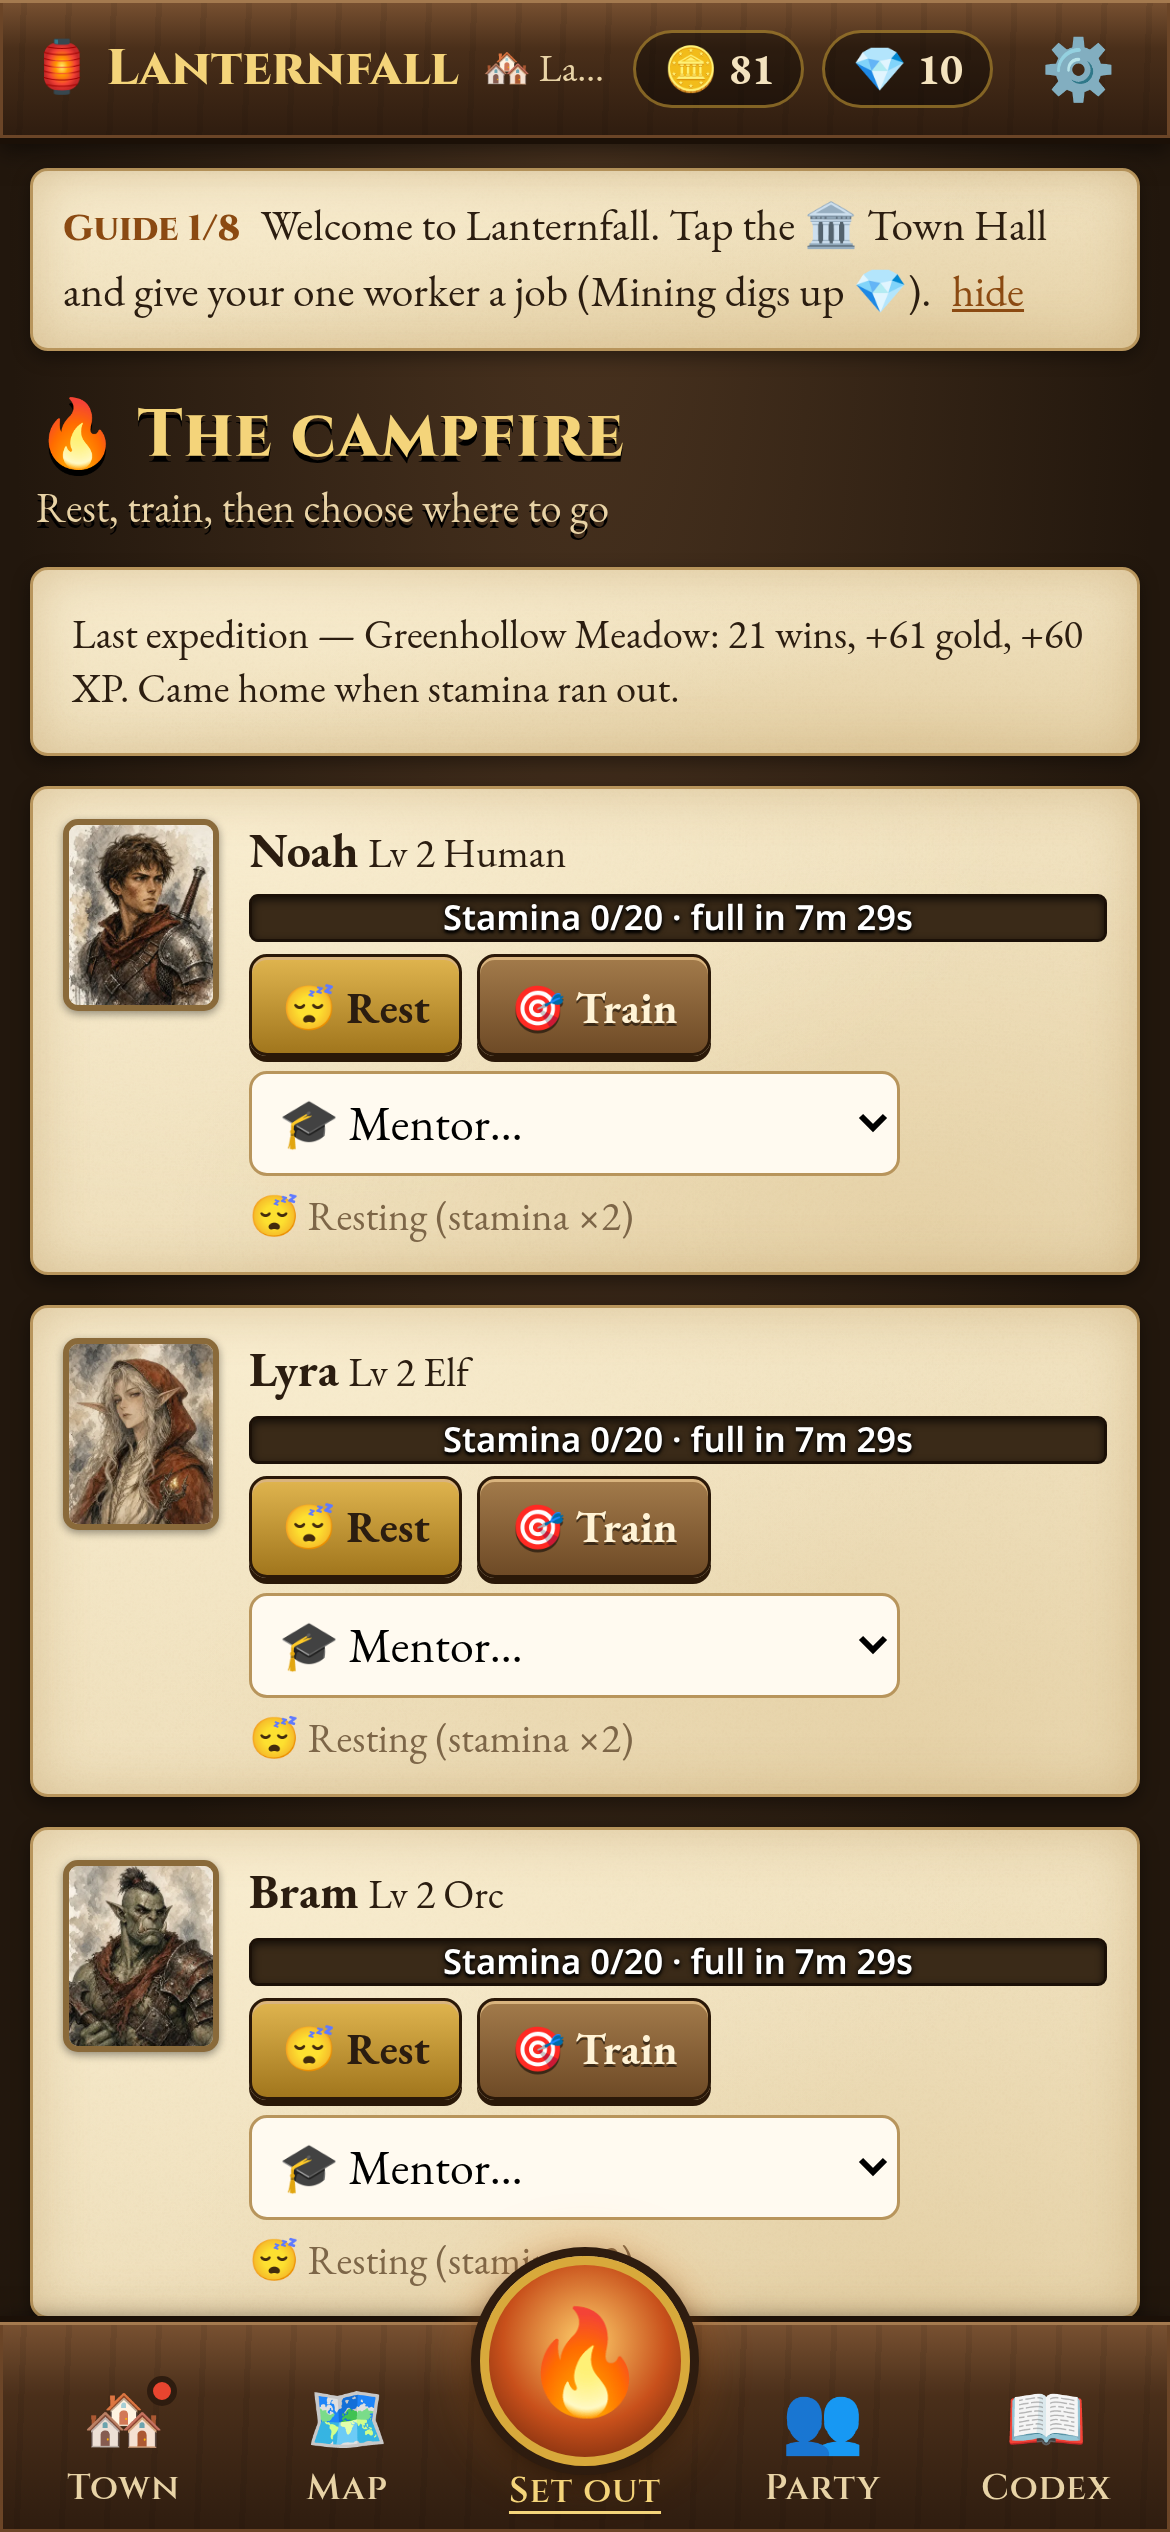 LANTERNFALL La... 81 10
GUIDE 1/8 Welcome to Lanternfall. Tap the Town Hall
and give your one worker a job (Mining digs up ). hide
THE CAMPFIRE
Rest, train, then choose where to go
Last expedition — Greenhollow Meadow: 21 wins, +61 gold, +60
XP. Came home when stamina ran out.
Noah Lv 2 Human
Stamina 0/20 · full in 7m 29s
Rest Train
Mentor...
Resting (stamina ×2)
Lyra Lv 2 Elf
Stamina 0/20 · full in 7m 29s
Rest Train
Mentor...
Resting (stamina ×2)
Bram Lv 2 Orc
Stamina 0/20 · full in 7m 29s
Rest Train
Mentor...
Resting
TOWN MAP SET OUT PARTY CODEX